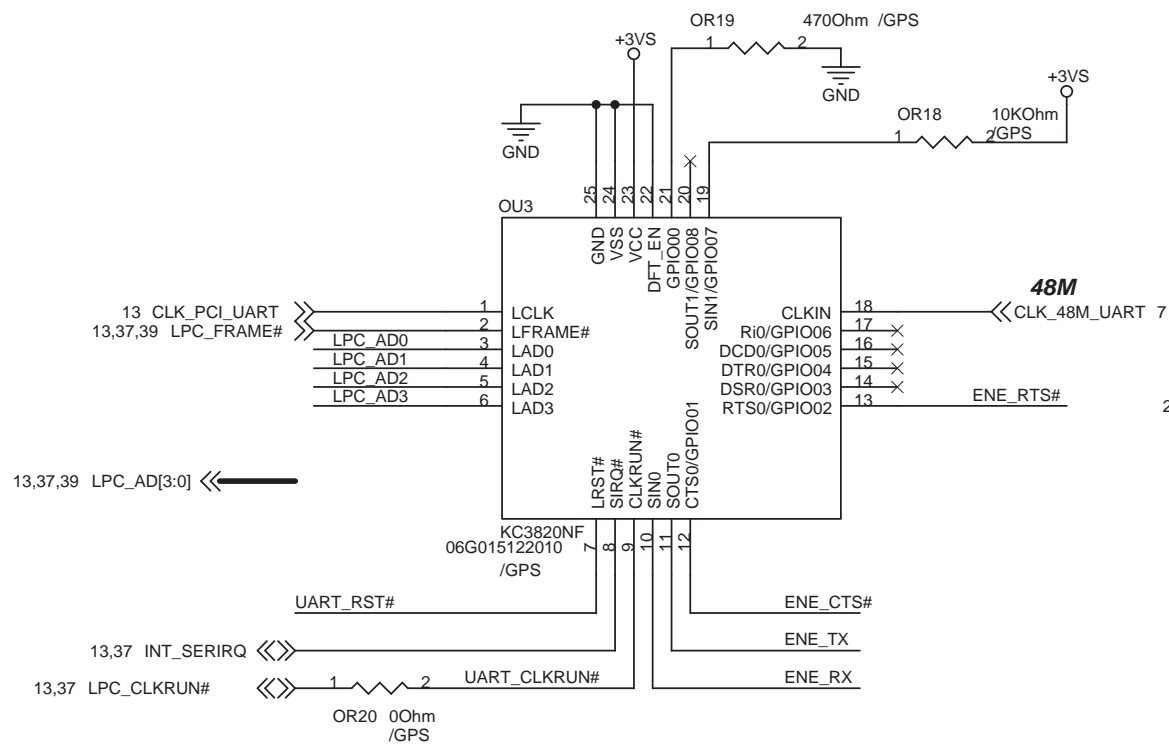 OR19 470Ohm /GPS
1 2
+3VS
GND
+3VS
OR18 10KOhm
/GPS
1 2
GND
25 24 23 22 21 20 19
OU3
GND
VSS
VCC
DFT_EN
GPIO00
SOUT1/GPIO08
SIN1/GPIO07
48M
13 CLK_PCI_UART 1 LCLK
CLKIN 18 CLK_48M_UART 7
13,37,39 LPC_FRAME# 2 LFRAME#
Ri0/GPIO06 17
LPC_AD0 3 LAD0
DCD0/GPIO05 16
LPC_AD1 4 LAD1
DTR0/GPIO04 15
LPC_AD2 5 LAD2
DSR0/GPIO03 14
LPC_AD3 6 LAD3
RTS0/GPIO02 13 ENE_RTS#
2
13,37,39 LPC_AD[3:0]
LRST#
SIRQ#
CLKRUN#
SIN0
SOUT0
CTS0/GPIO01
KC3820NF
06G015122010
/GPS
7 8 9 10 11 12
UART_RST#
ENE_CTS#
13,37 INT_SERIRQ
ENE_TX
13,37 LPC_CLKRUN# 1 2 UART_CLKRUN#
ENE_RX
OR20 0Ohm
/GPS